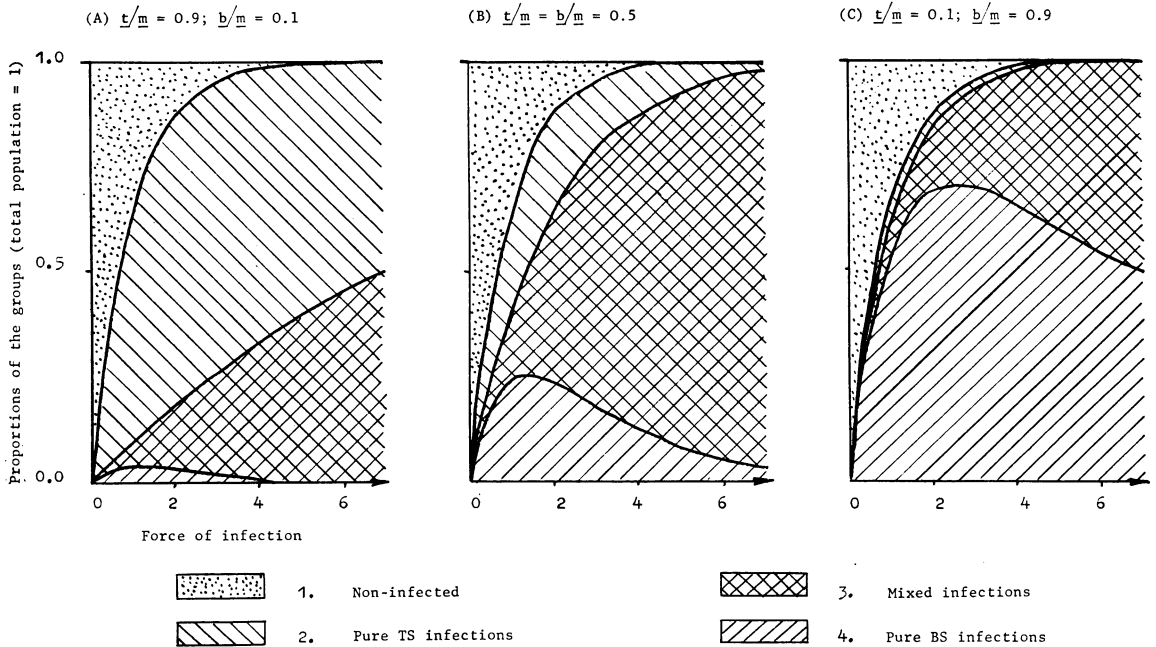 (A) t/m = 0.9; b/m = 0.1
(B) t/m = b/m = 0.5
(C) t/m = 0.1; b/m = 0.9
Proportions of the groups (total population = 1)
1.0
0.5
0.0
0 2 4 6
0 2 4 6
0 2 4 6
Force of infection
1. Non-infected
2. Pure TS infections
3. Mixed infections
4. Pure BS infections